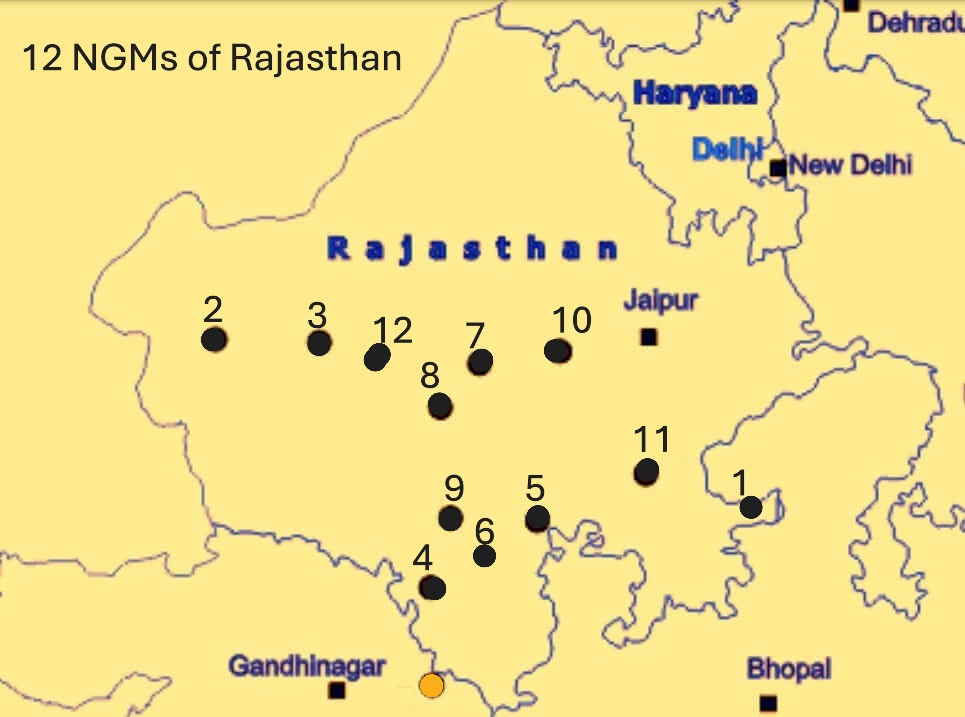 12 NGMs of Rajasthan
Dehradu
Haryana
Delhi
New Delhi
Rajasthan
2
3
12
7
10
Jaipur
8
11
9
5
1
6
4
Gandhinagar
Bhopal